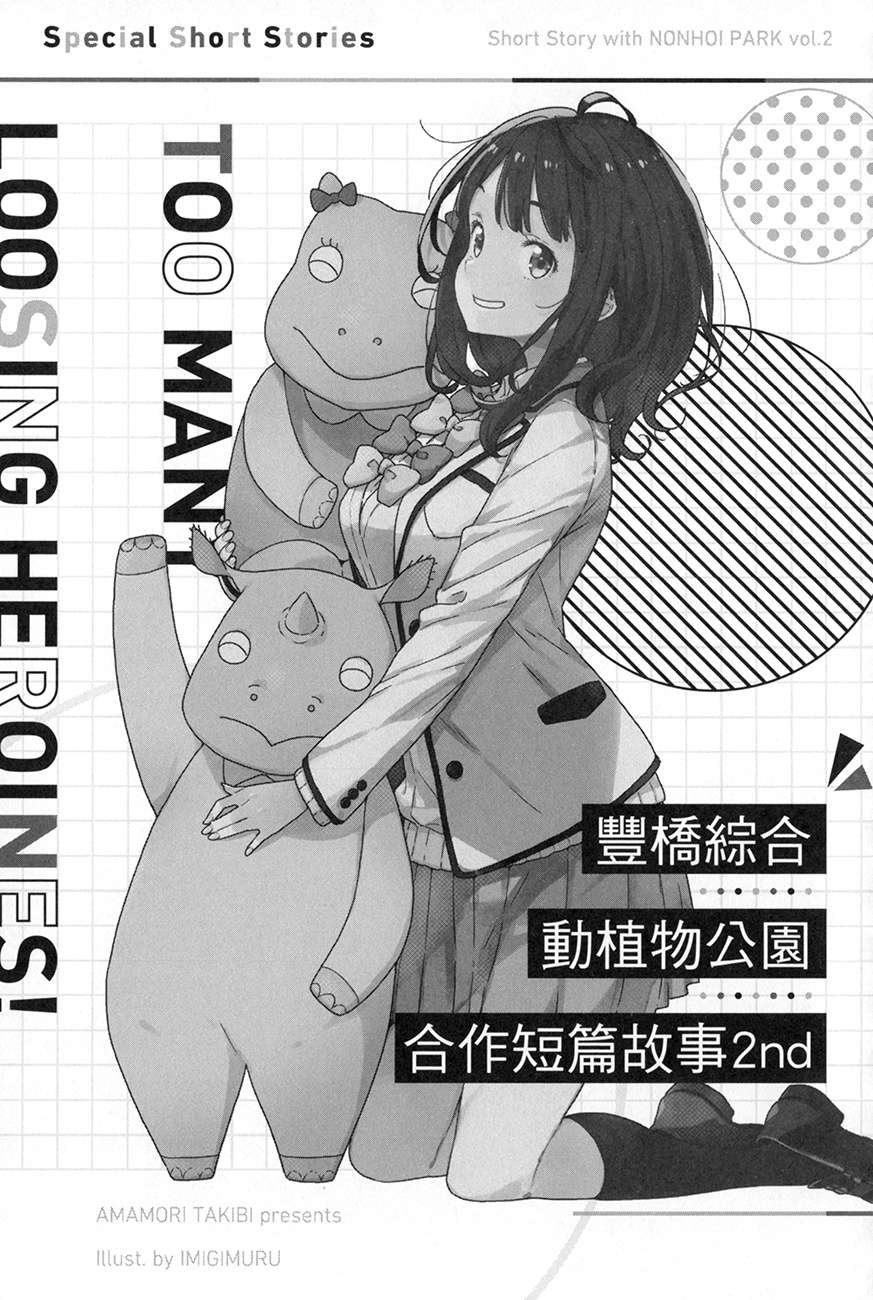 Special Short Stories
Short Story with NONHOI PARK vol.2
TOO MANY
LOOSING HEROINES!
豐橋綜合
動植物公園
合作短篇故事2nd
AMAMORI TAKIBI presents
Illust. by IMIGIMURU